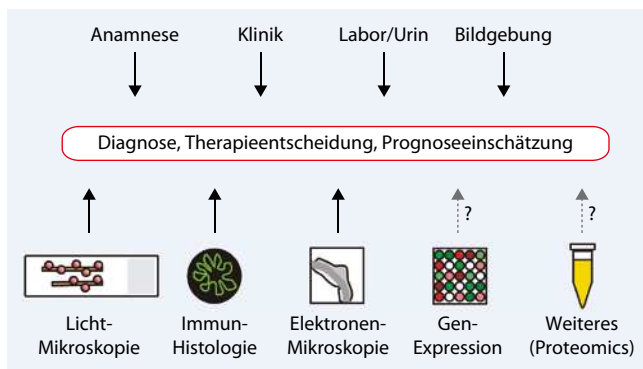 Anamnese Klinik Labor/Urin Bildgebung
Diagnose, Therapieentscheidung, Prognoseeinschätzung
? ?
Licht- Immun- Elektronen- Gen- Weiteres
Mikroskopie Histologie Mikroskopie Expression (Proteomics)